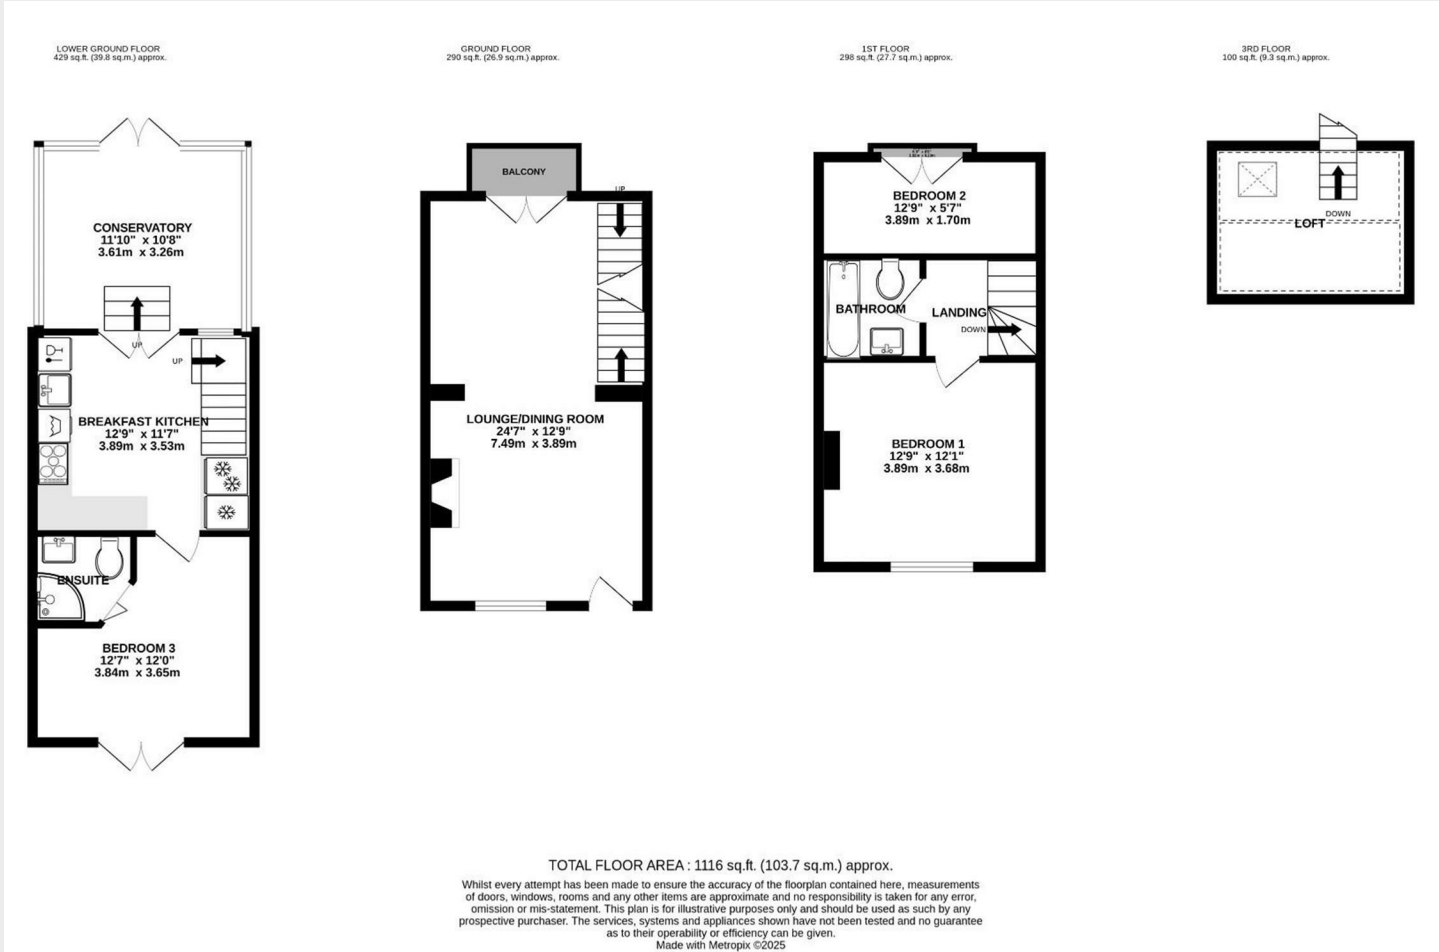 LOWER GROUND FLOOR
429 sq.ft. (39.8 sq.m.) approx.
GROUND FLOOR
290 sq.ft. (26.9 sq.m.) approx.
1ST FLOOR
298 sq.ft. (27.7 sq.m.) approx.
3RD FLOOR
100 sq.ft. (9.3 sq.m.) approx.
CONSERVATORY
11'10" x 10'8"
3.61m x 3.26m
UP
UP
BREAKFAST KITCHEN
12'9" x 11'7"
3.89m x 3.53m
ENSUITE
BEDROOM 3
12'7" x 12'0"
3.84m x 3.65m
BALCONY
UP
LOUNGE/DINING ROOM
24'7" x 12'9"
7.49m x 3.89m
BEDROOM 2
12'9" x 5'7"
3.89m x 1.70m
BATHROOM
LANDING
DOWN
BEDROOM 1
12'9" x 12'1"
3.89m x 3.68m
DOWN
LOFT
TOTAL FLOOR AREA : 1116 sq.ft. (103.7 sq.m.) approx.
Whilst every attempt has been made to ensure the accuracy of the floorplan contained here, measurements
of doors, windows, rooms and any other items are approximate and no responsibility is taken for any error,
omission or mis-statement. This plan is for illustrative purposes only and should be used as such by any
prospective purchaser. The services, systems and appliances shown have not been tested and no guarantee
as to their operability or efficiency can be given.
Made with Metropix ©2025